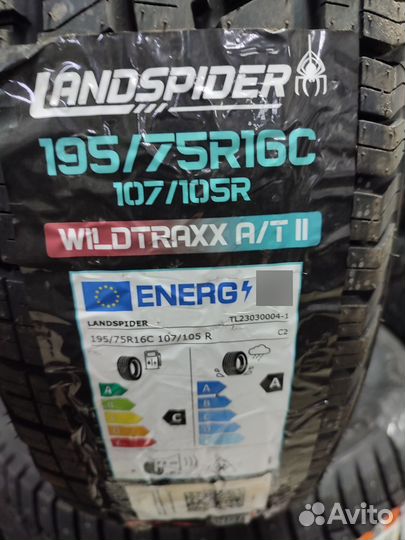 LANDSPIDER
195/75R16C
107/105R
WILDTRAXX A/T II
ENERG
LANDSPIDER TL23030004-1
195/75R16C 107/105 R C2
A A
B B A
C C C
D D
E E
Avito